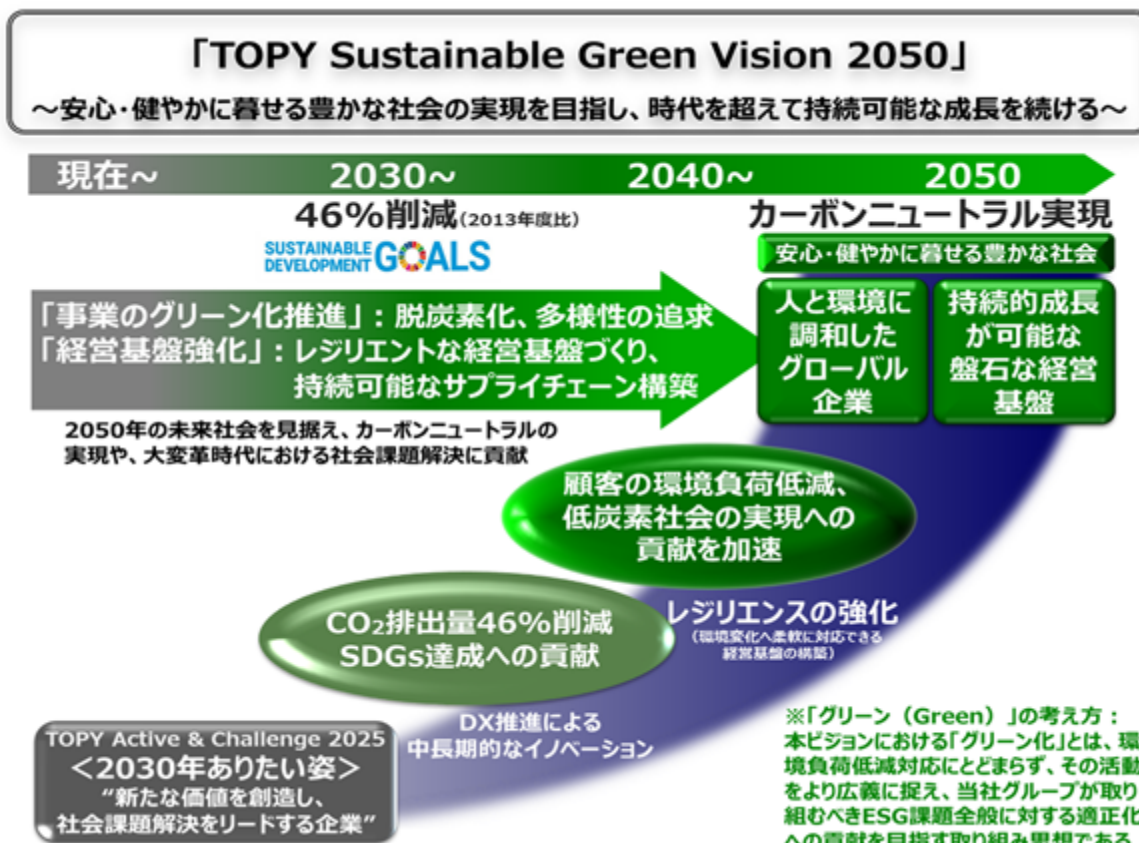 「TOPY Sustainable Green Vision 2050」
～安心・健やかに暮せる豊かな社会の実現を目指し、時代を超えて持続可能な成長を続ける～
現在～ 2030～ 2040～ 2050
46%削減(2013年度比)
カーボンニュートラル実現
SUSTAINABLE
DEVELOPMENT GOALS
安心・健やかに暮せる豊かな社会
「事業のグリーン化推進」：脱炭素化、多様性の追求
「経営基盤強化」：レジリエントな経営基盤づくり、
持続可能なサプライチェーン構築
人と環境に
調和した
グローバル
企業
持続的成長
が可能な
盤石な経営
基盤
2050年の未来社会を見据え、カーボンニュートラルの
実現や、大変革時代における社会課題解決に貢献
顧客の環境負荷低減、
低炭素社会の実現への
貢献を加速
CO₂排出量46%削減
SDGs達成への貢献
レジリエンスの強化
（環境変化へ柔軟に対応できる
経営基盤の構築）
DX推進による
中長期的なイノベーション
TOPY Active & Challenge 2025
＜2030年ありたい姿＞
“新たな価値を創造し、
社会課題解決をリードする企業”
※「グリーン（Green）」の考え方：
本ビジョンにおける「グリーン化」とは、環
境負荷低減対応にとどまらず、その活動
をより広義に捉え、当社グループが取り
組むべきESG課題全般に対する適正化
への貢献を目指す取り組み思想である